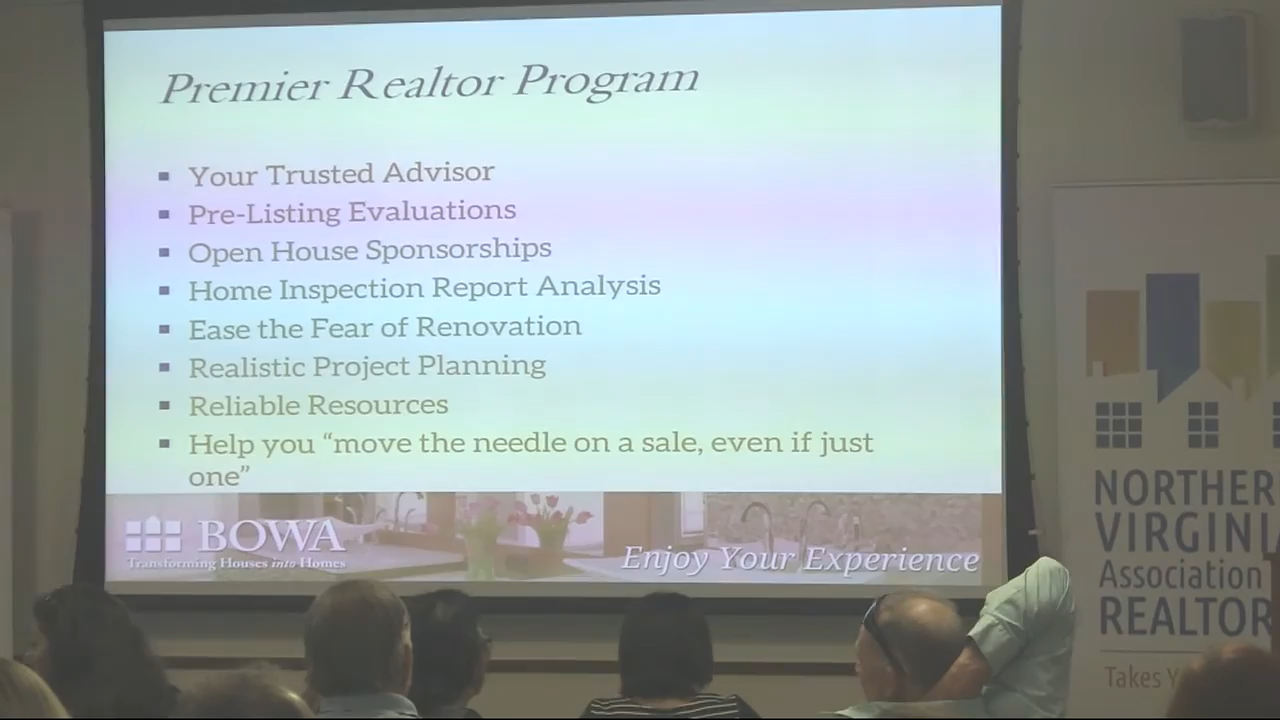 Premier Realtor Program
Your Trusted Advisor
Pre-Listing Evaluations
Open House Sponsorships
Home Inspection Report Analysis
Ease the Fear of Renovation
Realistic Project Planning
Reliable Resources
Help you “move the needle on a sale, even if just
one”
BOWA
Transforming Houses into Homes
Enjoy Your Experience
NORTHER
VIRGINI
Association
REALTOR
Takes Y